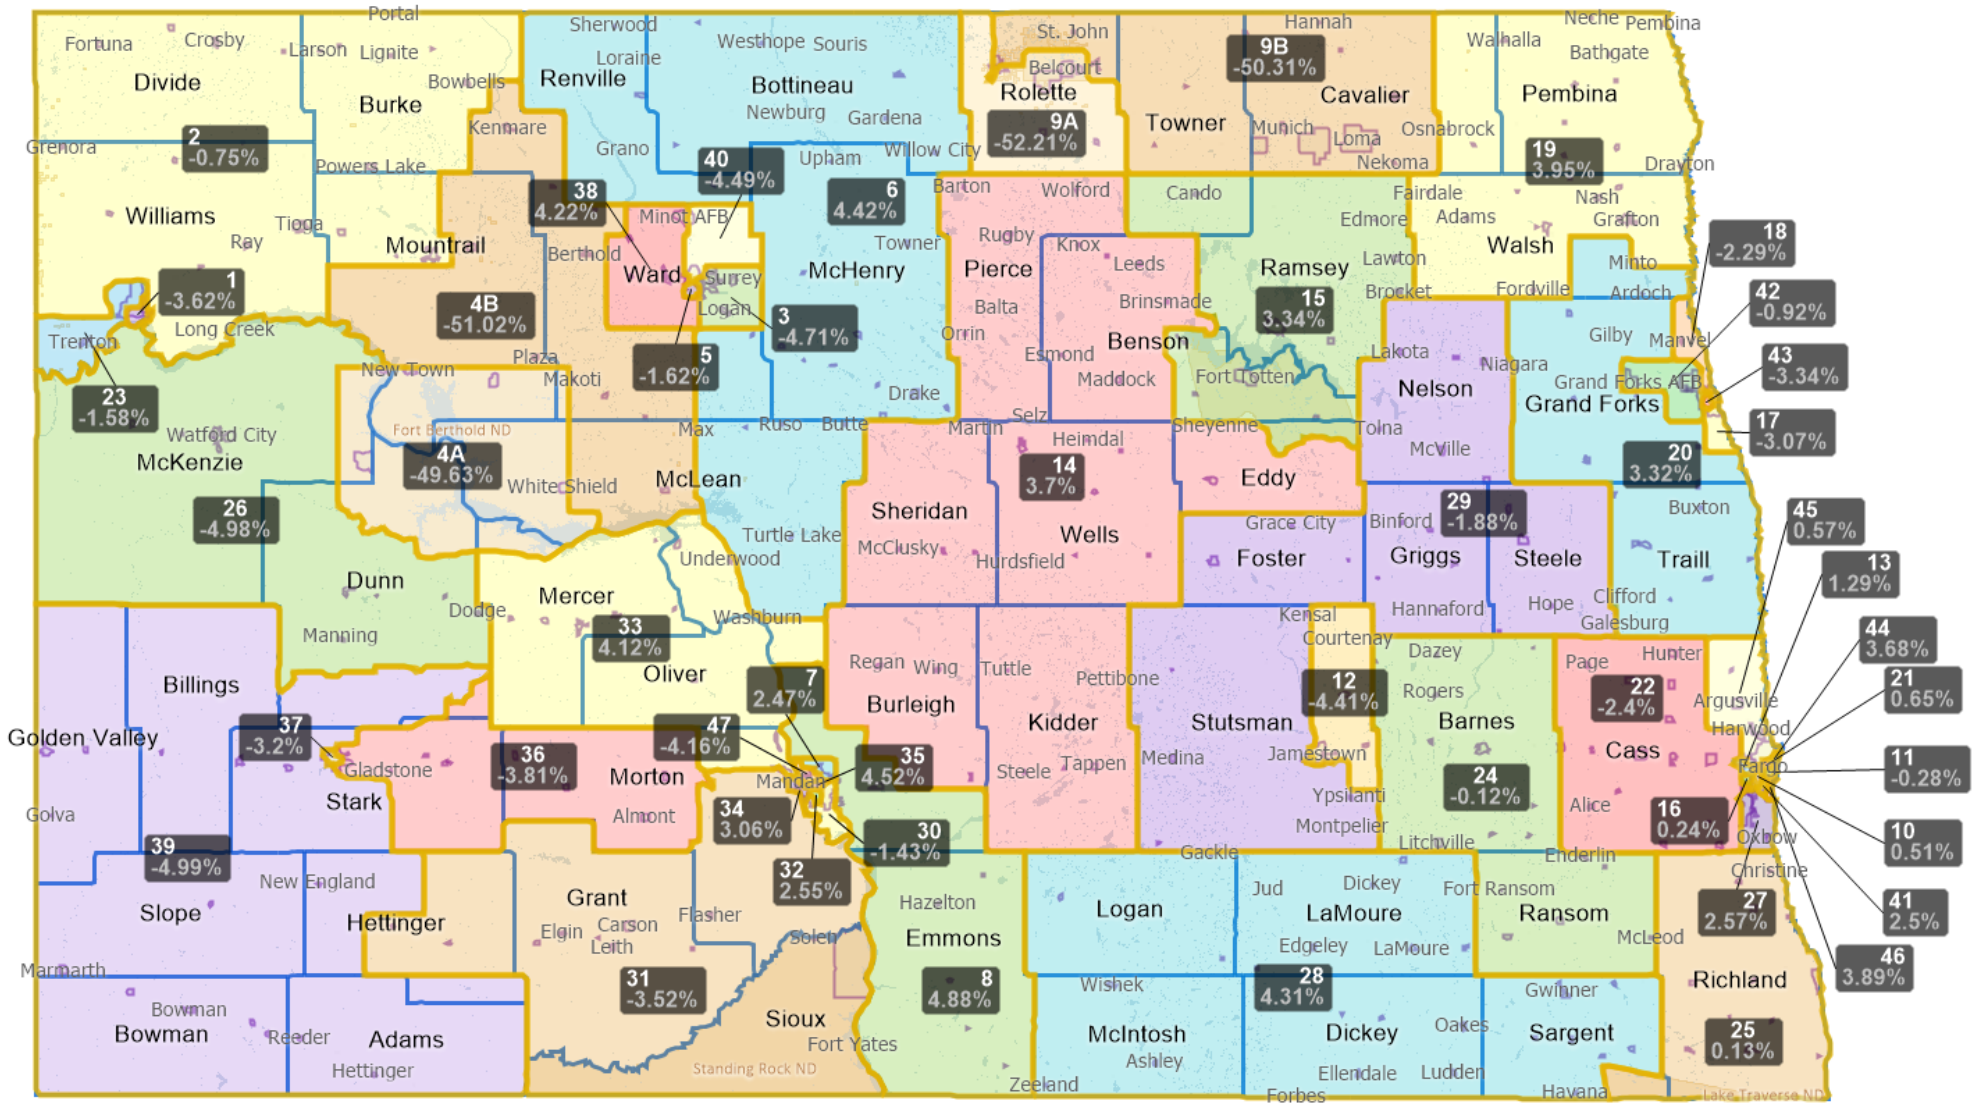 Portal
Sherwood
St. John
Hannah
Neche
Pembina
Fortuna
Crosby
Larson
Lignite
Loraine
Westhope
Souris
Belcourt
9B
-50.31%
Walhalla
Bathgate
Divide
Bowbells
Renville
Bottineau
Rolette
Cavalier
Pembina
Burke
Newburg
Gardena
9A
-52.21%
Towner
Munich
Loma
Osnabrock
Kenmare
2
-0.75%
Grenora
Powers Lake
Grano
40
-4.49%
Upham
Willow City
Nekoma
19
3.95%
Drayton
38
4.22%
6
4.42%
Barton
Wolford
Cando
Fairdale
Nash
Williams
Tioga
Minot AFB
Edmore
Adams
Grafton
Ray
Mountrail
Berthold
Towner
Rugby
Knox
Walsh
18
-2.29%
Ward
Surrey
McHenry
Pierce
Leeds
Ramsey
Lawton
Minto
1
-3.62%
4B
-51.02%
Logan
Balta
Brinsmade
15
3.34%
Brocket
Fordville
Ardoch
42
-0.92%
Long Creek
3
-4.71%
Orrin
Benson
Gilby
Manvel
Trenton
Plaza
5
-1.62%
Esmond
Lakota
Niagara
43
-3.34%
New Town
Makoti
Drake
Maddock
Fort Totten
Nelson
Grand Forks AFB
Grand Forks
23
-1.58%
Fort Berthold ND
Max
Ruso
Butte
Martin
Selz
Sheyenne
Tolna
17
-3.07%
Watford City
McKenzie
4A
-49.63%
Heimdal
McVille
20
3.32%
White Shield
McLean
14
3.7%
Eddy
26
-4.98%
Sheridan
Wells
Grace City
Binford
29
-1.88%
Buxton
45
0.57%
Turtle Lake
McClusky
Hurdsfield
Foster
Griggs
Steele
Traill
Underwood
13
1.29%
Dunn
Mercer
Dodge
Washburn
Kensal
Hannaford
Hope
Clifford
Galesburg
Manning
33
4.12%
Courtenay
Dazey
Page
Hunter
44
3.68%
Oliver
Regan
Wing
Tuttle
Pettibone
Billings
7
2.47%
12
-4.41%
Rogers
22
-2.4%
Argusville
21
0.65%
Burleigh
Kidder
Stutsman
Barnes
Harwood
Golden Valley
37
-3.2%
47
-4.16%
Medina
Jamestown
Cass
Gladstone
36
-3.81%
Morton
Mandan
35
4.52%
Steele
Tappen
Fargo
11
-0.28%
Stark
24
-0.12%
Golva
Almont
34
3.06%
Ypsilanti
Alice
16
0.24%
Montpelier
30
-1.43%
Litchville
Oxbow
10
0.51%
39
-4.99%
Gackle
Enderlin
Christine
New England
32
2.55%
Jud
Dickey
Fort Ransom
Slope
Hettinger
Grant
Hazelton
Logan
LaMoure
Ransom
27
2.57%
41
2.5%
Elgin
Carson
Leith
Flasher
Solen
Emmons
Edgeley
LaMoure
McLeod
46
3.89%
Marmarth
31
-3.52%
8
4.88%
Wishek
28
4.31%
Gwinner
Richland
Bowman
Bowman
Reeder
Adams
Sioux
McIntosh
Dickey
Oakes
Sargent
25
0.13%
Fort Yates
Ashley
Hettinger
Standing Rock ND
Ellendale
Ludden
Zeeland
Forbes
Havana
Lake Traverse ND